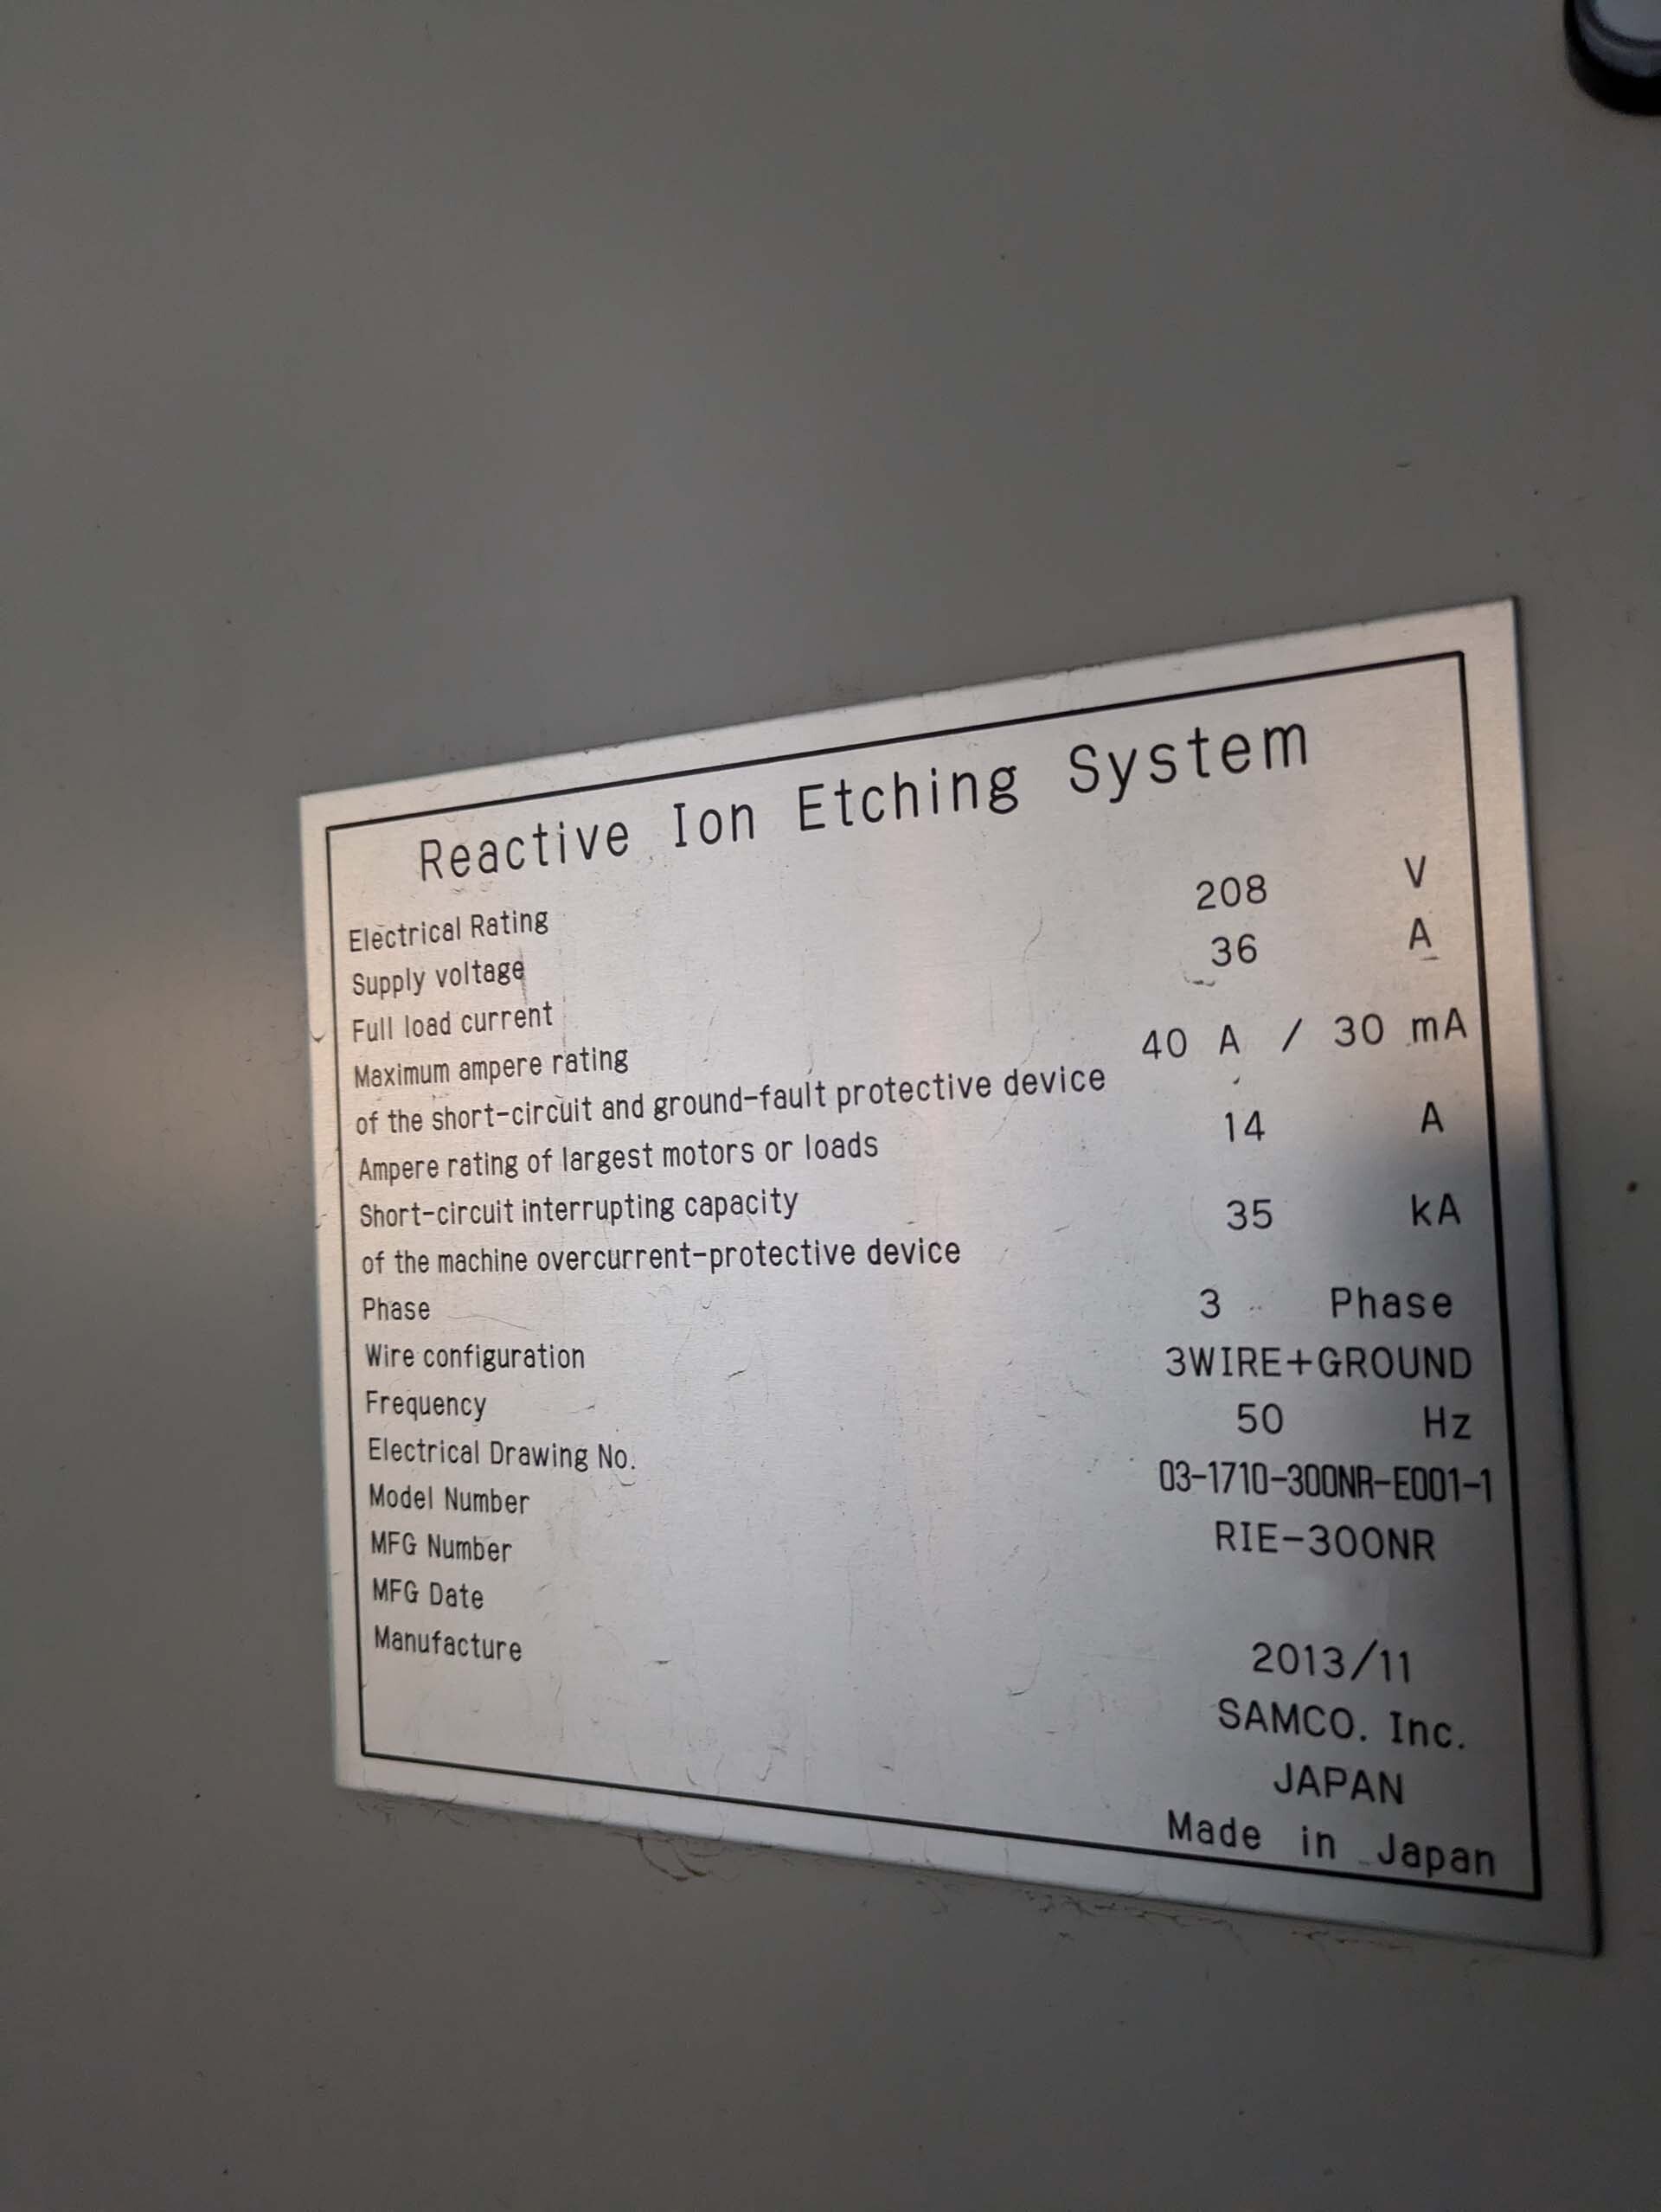 Reactive Ion Etching System
Electrical Rating
Supply voltage 208 V
Full load current 36 A
Maximum ampere rating
of the short-circuit and ground-fault protective device 40 A / 30 mA
Ampere rating of largest motors or loads 14 A
Short-circuit interrupting capacity
of the machine overcurrent-protective device 35 kA
Phase 3 Phase
Wire configuration 3WIRE+GROUND
Frequency 50 Hz
Electrical Drawing No. 03-1710-300NR-E001-1
Model Number RIE-300NR
MFG Number
MFG Date 2013/11
Manufacture SAMCO. Inc.
JAPAN
Made in Japan